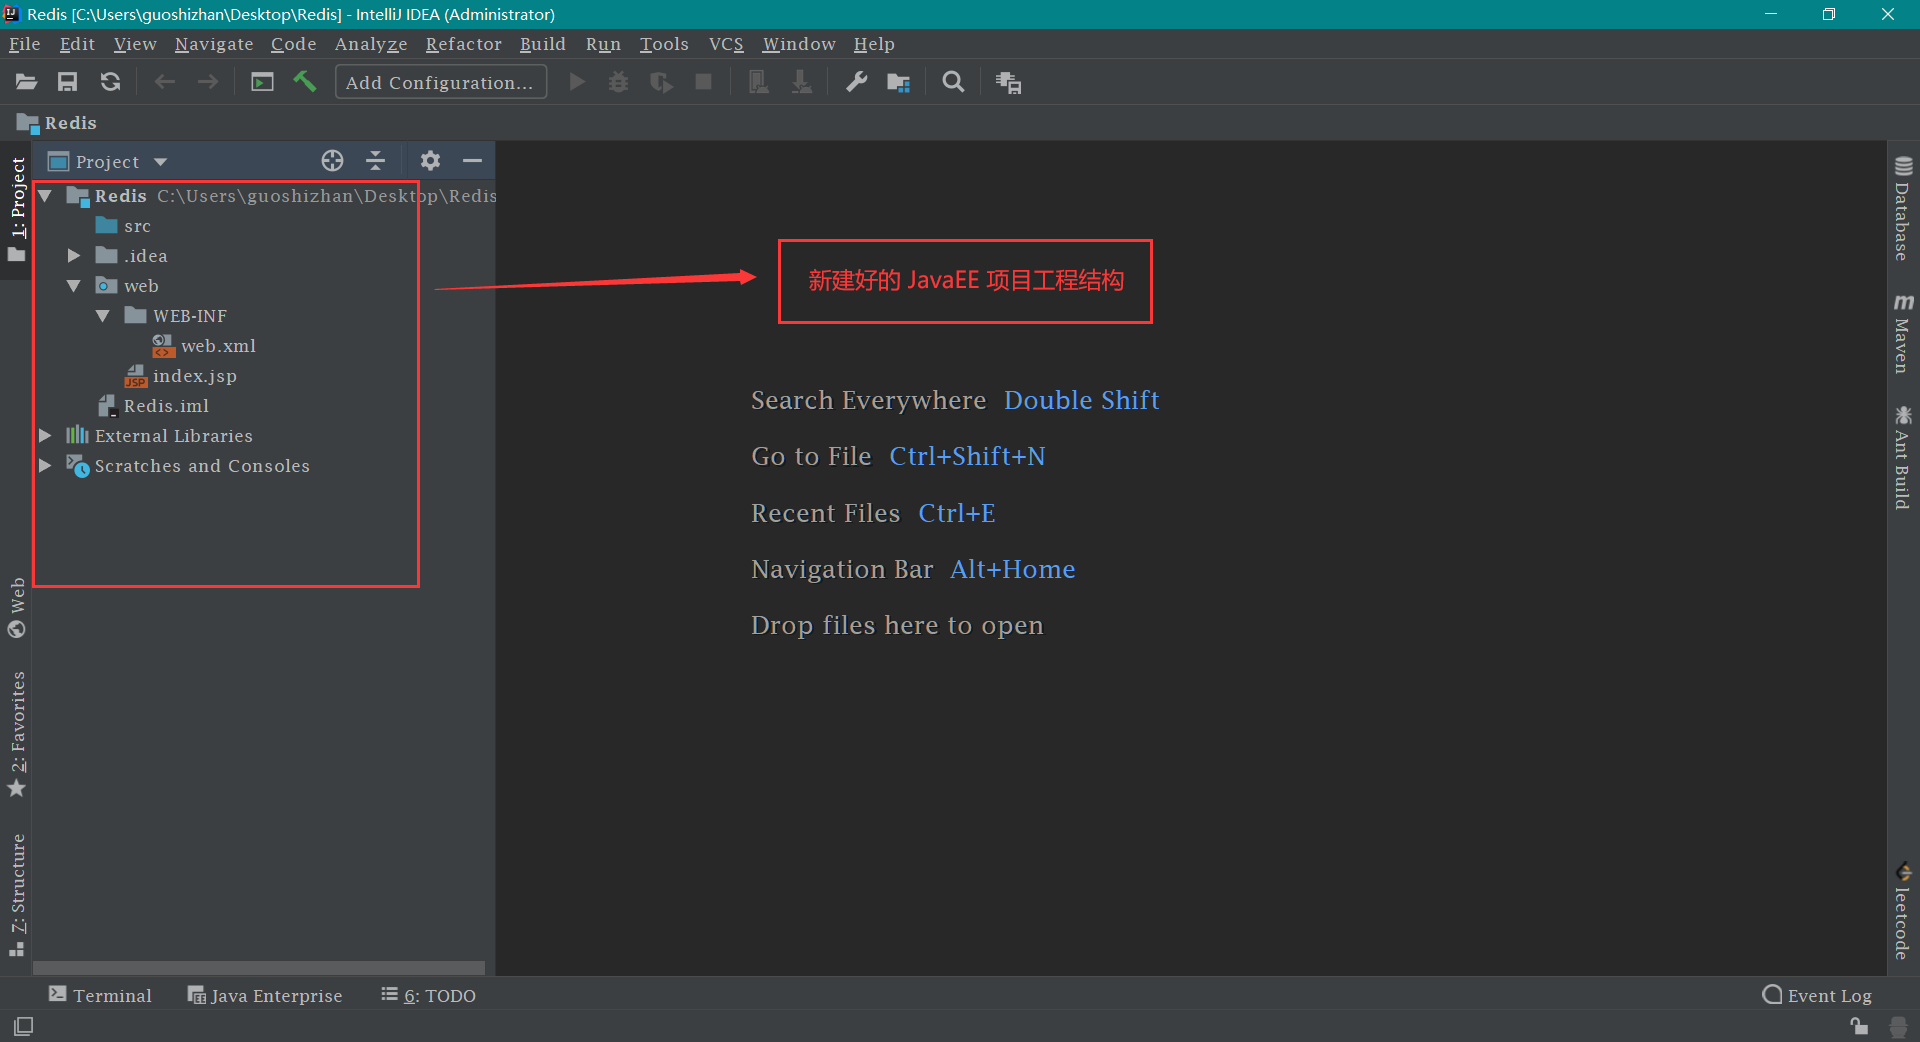 Redis [C:\Users\guoshizhan\Desktop\Redis] - IntelliJ IDEA (Administrator)
File Edit View Navigate Code Analyze Refactor Build Run Tools VCS Window Help
Add Configuration...
Redis
Project
Redis C:\Users\guoshizhan\Desktop\Redis
src
.idea
web
WEB-INF
web.xml
index.jsp
JSP
Redis.iml
External Libraries
Scratches and Consoles
新建好的 JavaEE 项目工程结构
Search Everywhere Double Shift
Go to File Ctrl+Shift+N
Recent Files Ctrl+E
Navigation Bar Alt+Home
Drop files here to open
1: Project
Web
2: Favorites
Z: Structure
Database
Maven
Ant Build
leetcode
Terminal
Java Enterprise
6: TODO
Event Log